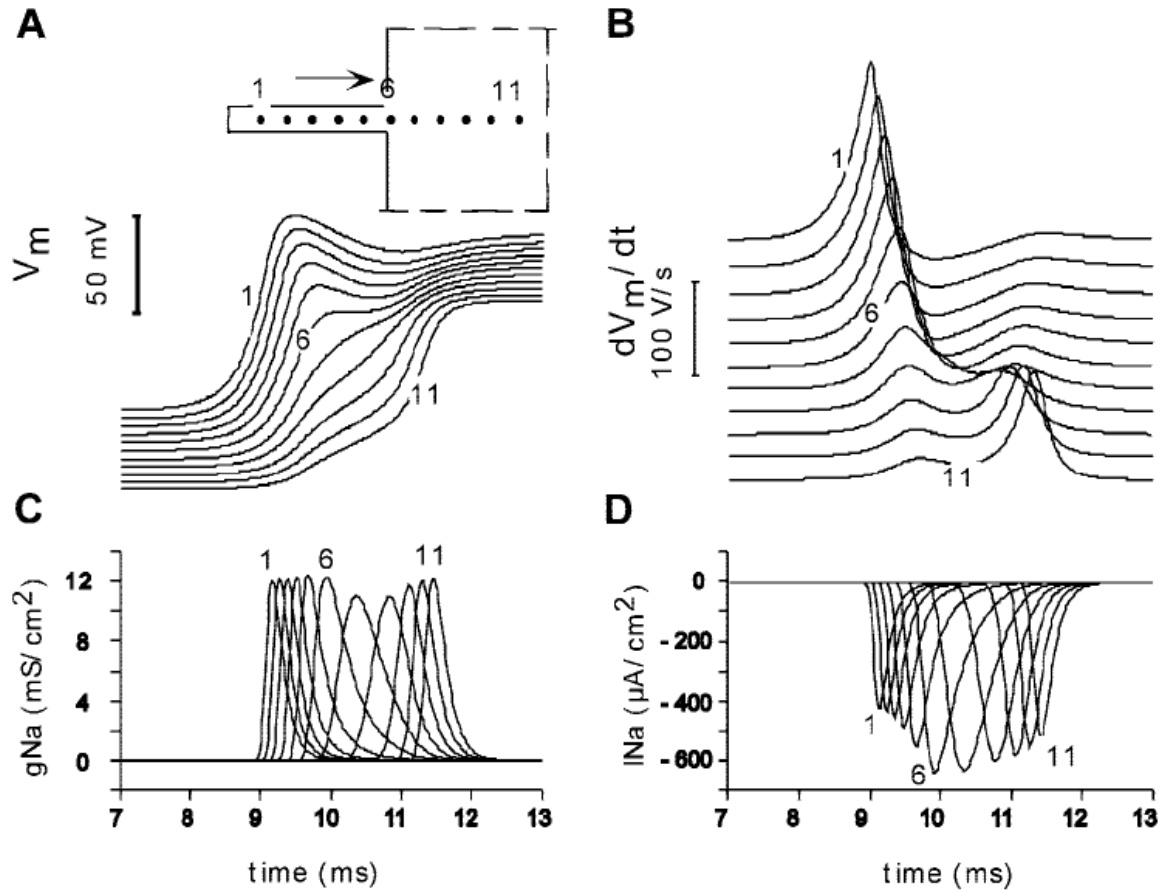 A
1
6
11
Vm
50 mV
1
6
11
B
dVm / dt
100 V/s
1
6
11
C
gNa (mS/ cm2)
12
8
4
0
1
6
11
7 8 9 10 11 12 13
time (ms)
D
INa (µA/ cm2)
0
- 200
- 400
- 600
1
6
11
7 8 9 10 11 12 13
time (ms)